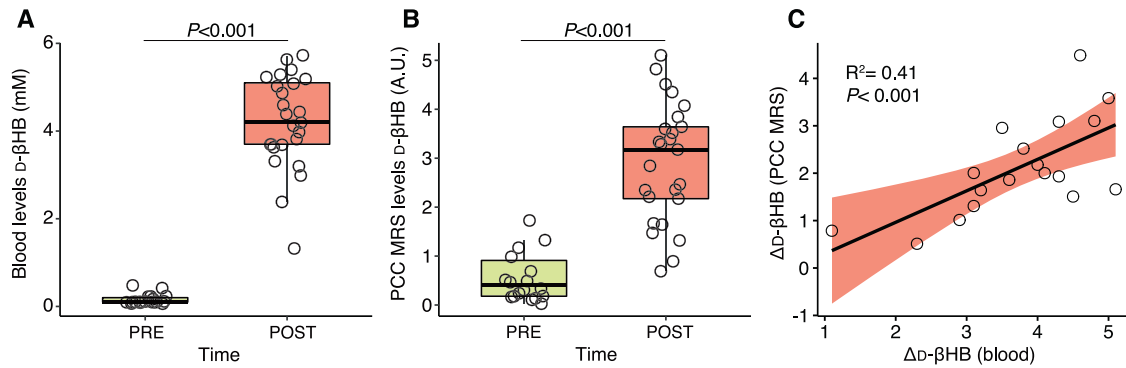 A
P<0.001
Blood levels D-βHB (mM)
6
4
2
0
PRE
POST
Time
B
P<0.001
PCC MRS levels D-βHB (A.U.)
5
4
3
2
1
0
PRE
POST
Time
C
R²= 0.41
P< 0.001
ΔD-βHB (PCC MRS)
4
3
2
1
0
-1
1
2
3
4
5
ΔD-βHB (blood)